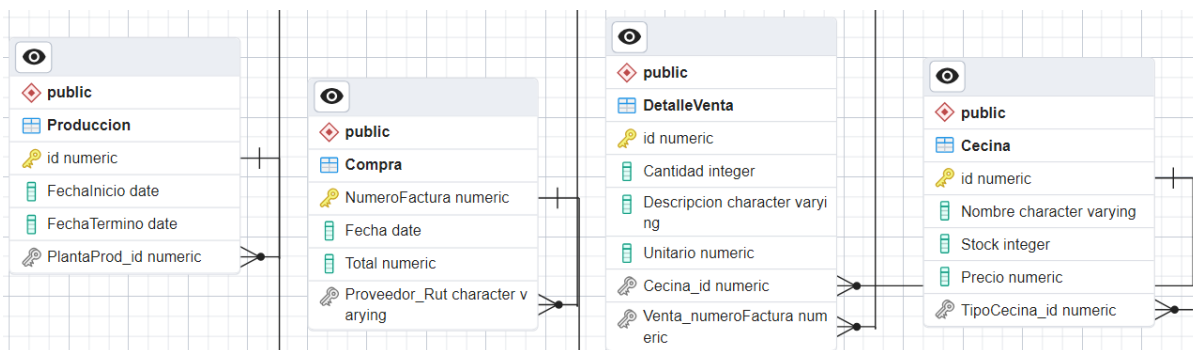 public
Produccion
id numeric
FechaInicio date
FechaTermino date
PlantaProd_id numeric
public
Compra
NumeroFactura numeric
Fecha date
Total numeric
Proveedor_Rut character v
arying
public
DetalleVenta
id numeric
Cantidad integer
Descripcion character varyi
ng
Unitario numeric
Cecina_id numeric
Venta_numeroFactura num
eric
public
Cecina
id numeric
Nombre character varying
Stock integer
Precio numeric
TipoCecina_id numeric